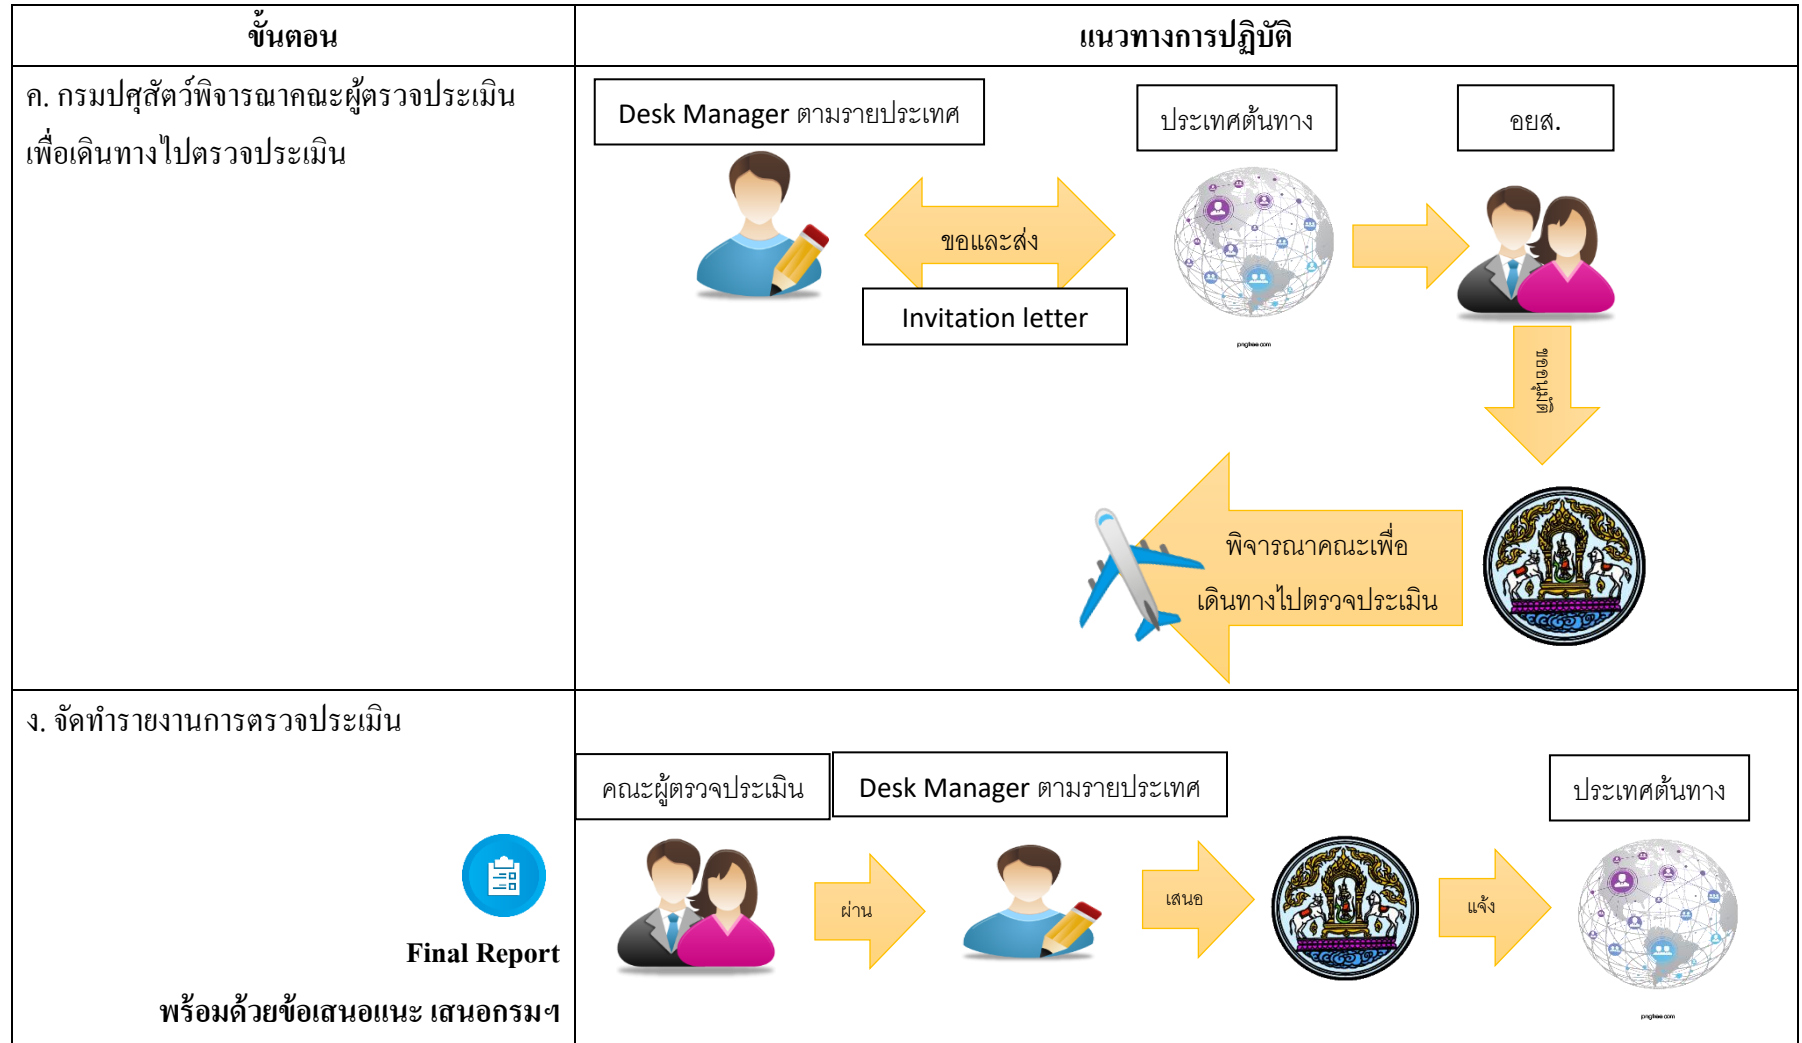 ขั้นตอน
แนวทางการปฏิบัติ
ค. กรมปศุสัตว์พิจารณาคณะผู้ตรวจประเมิน
เพื่อเดินทางไปตรวจประเมิน
Desk Manager ตามรายประเทศ
ประเทศต้นทาง
อยส.
ขอและส่ง
Invitation letter
pngtree.com
ขออนุมัติ
พิจารณาคณะเพื่อ
เดินทางไปตรวจประเมิน
ง. จัดทำรายงานการตรวจประเมิน
Final Report
พร้อมด้วยข้อเสนอแนะ เสนอกรมฯ
คณะผู้ตรวจประเมิน
Desk Manager ตามรายประเทศ
ประเทศต้นทาง
ผ่าน
เสนอ
แจ้ง
pngtree.com